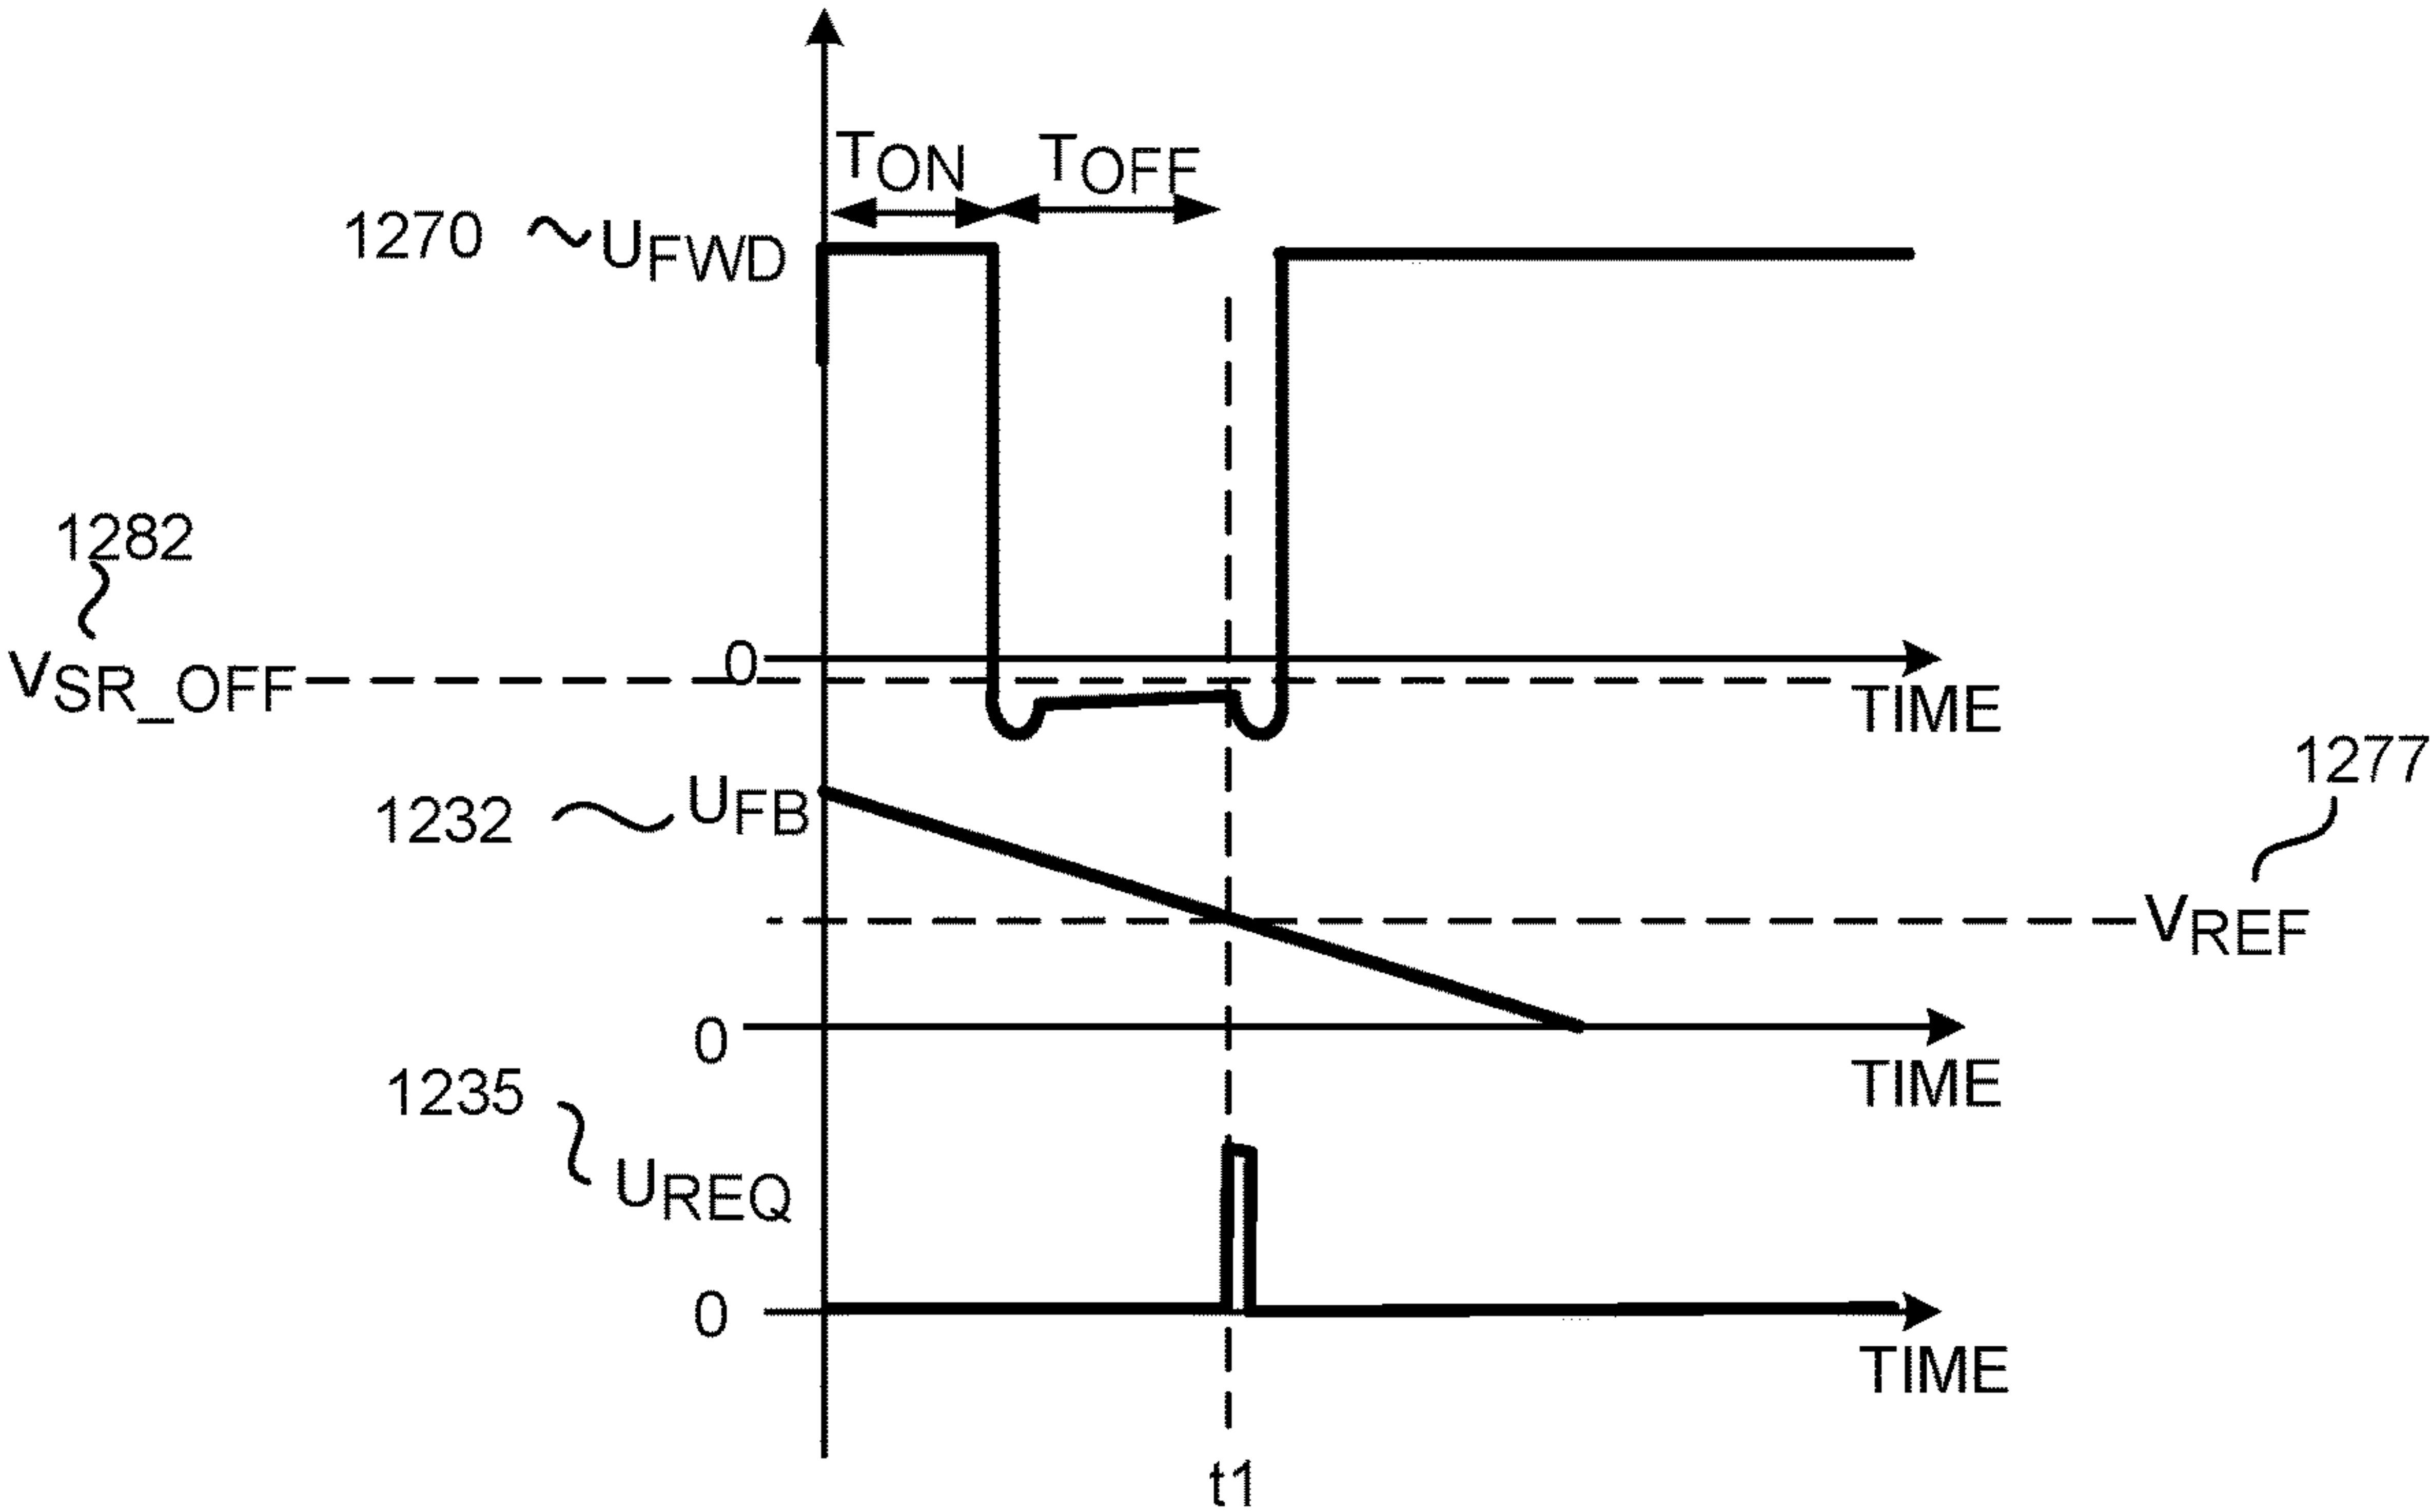 TON TOFF
1270 UFWD
1282
VSR_OFF
0
TIME
1277
1232 UFB
VREF
0
TIME
1235
UREQ
0
TIME
t1